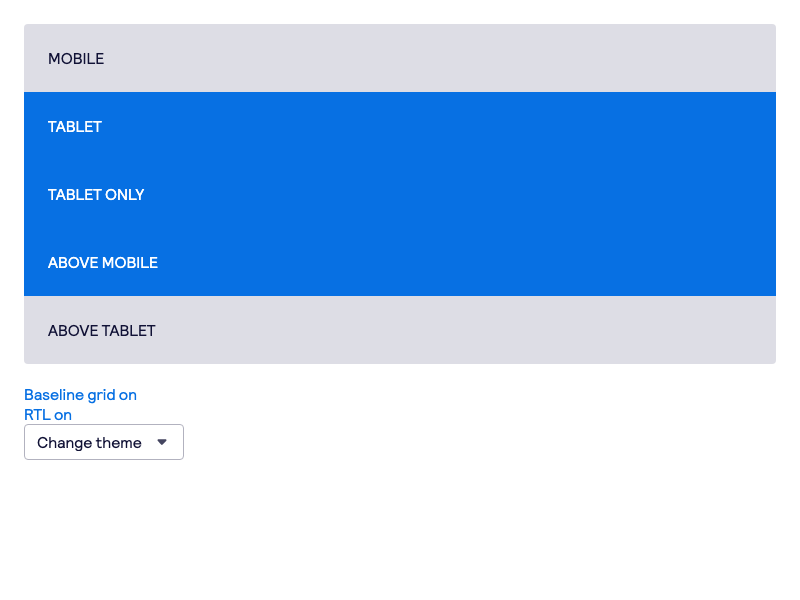 MOBILE
TABLET
TABLET ONLY
ABOVE MOBILE
ABOVE TABLET
Baseline grid on
RTL on
Change theme